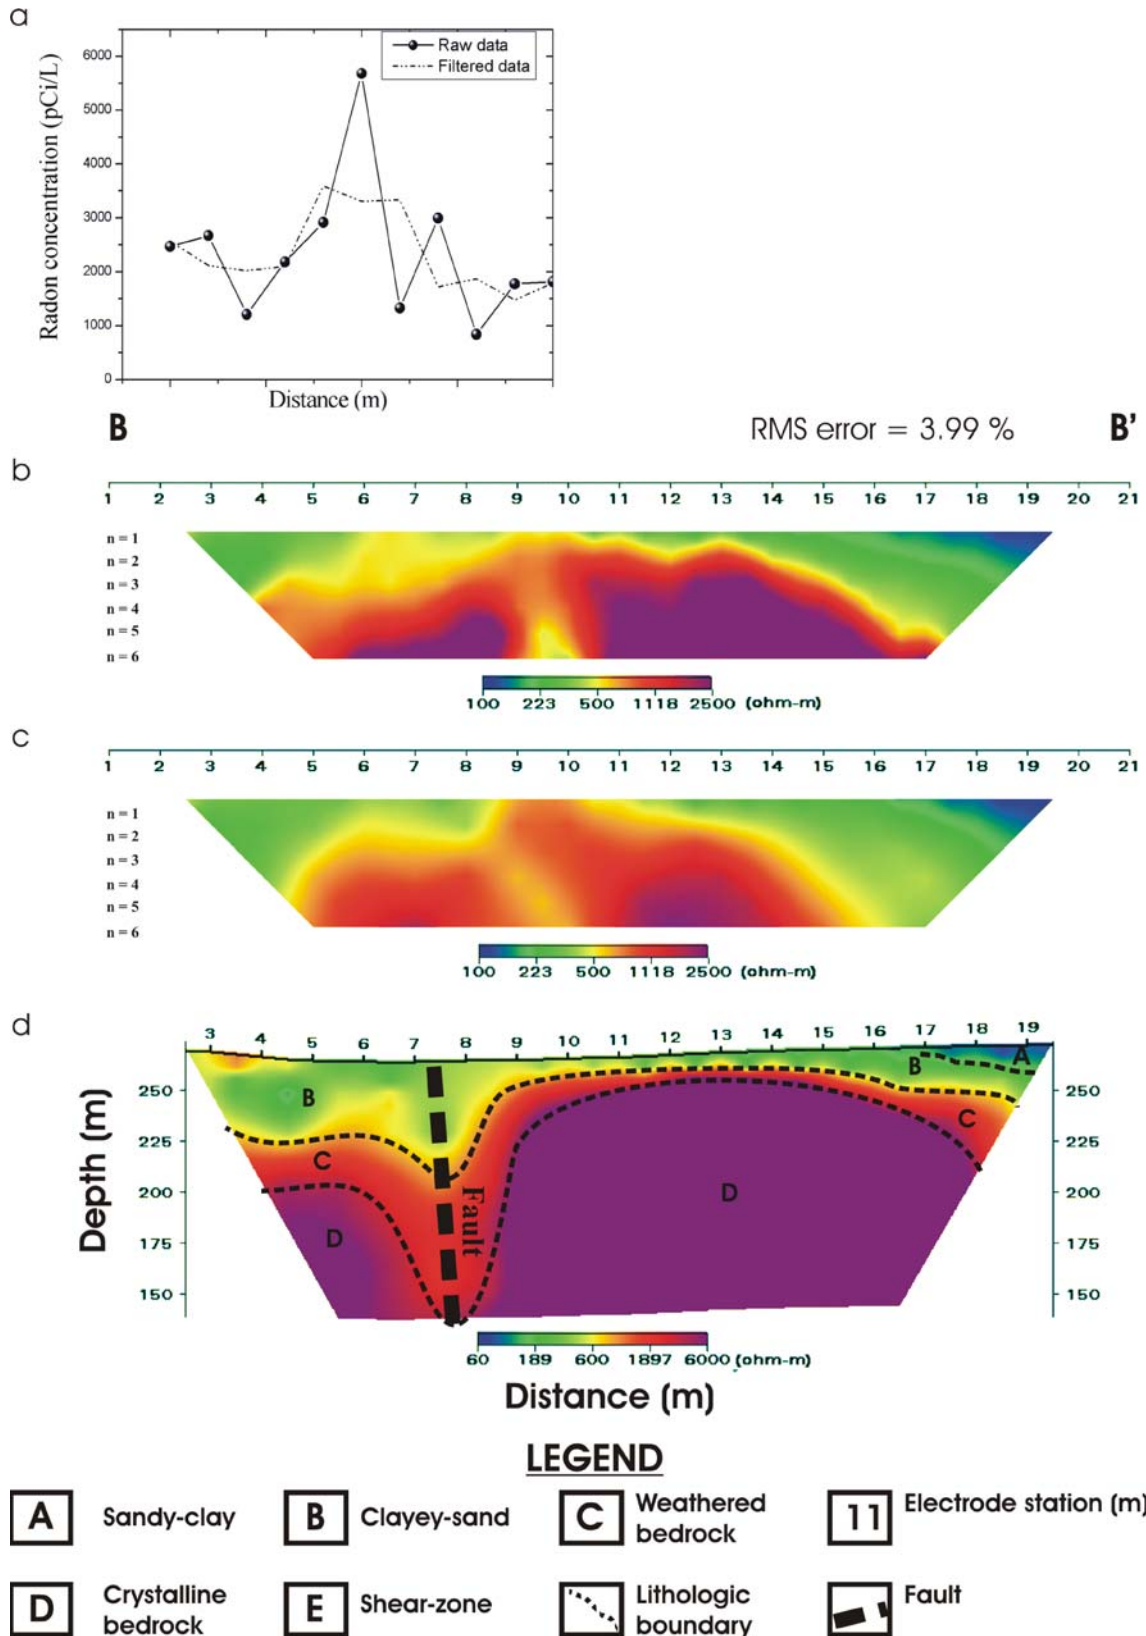 a
Raw data
Filtered data
Radon concentration (pCi/L)
6000
5000
4000
3000
2000
1000
0
Distance (m)
B
RMS error = 3.99 %
B'
b
1 2 3 4 5 6 7 8 9 10 11 12 13 14 15 16 17 18 19 20 21
n = 1
n = 2
n = 3
n = 4
n = 5
n = 6
100 223 500 1118 2500 (ohm-m)
c
1 2 3 4 5 6 7 8 9 10 11 12 13 14 15 16 17 18 19 20 21
n = 1
n = 2
n = 3
n = 4
n = 5
n = 6
100 223 500 1118 2500 (ohm-m)
d
3 4 5 6 7 8 9 10 11 12 13 14 15 16 17 18 19
Depth (m)
250
225
200
175
150
B
C
D
Fault
D
B
A
C
250
225
200
175
150
60 189 600 1897 6000 (ohm-m)
Distance (m)
LEGEND
A Sandy-clay
B Clayey-sand
C Weathered
bedrock
11 Electrode station (m)
D Crystalline
bedrock
E Shear-zone
Lithologic
boundary
Fault